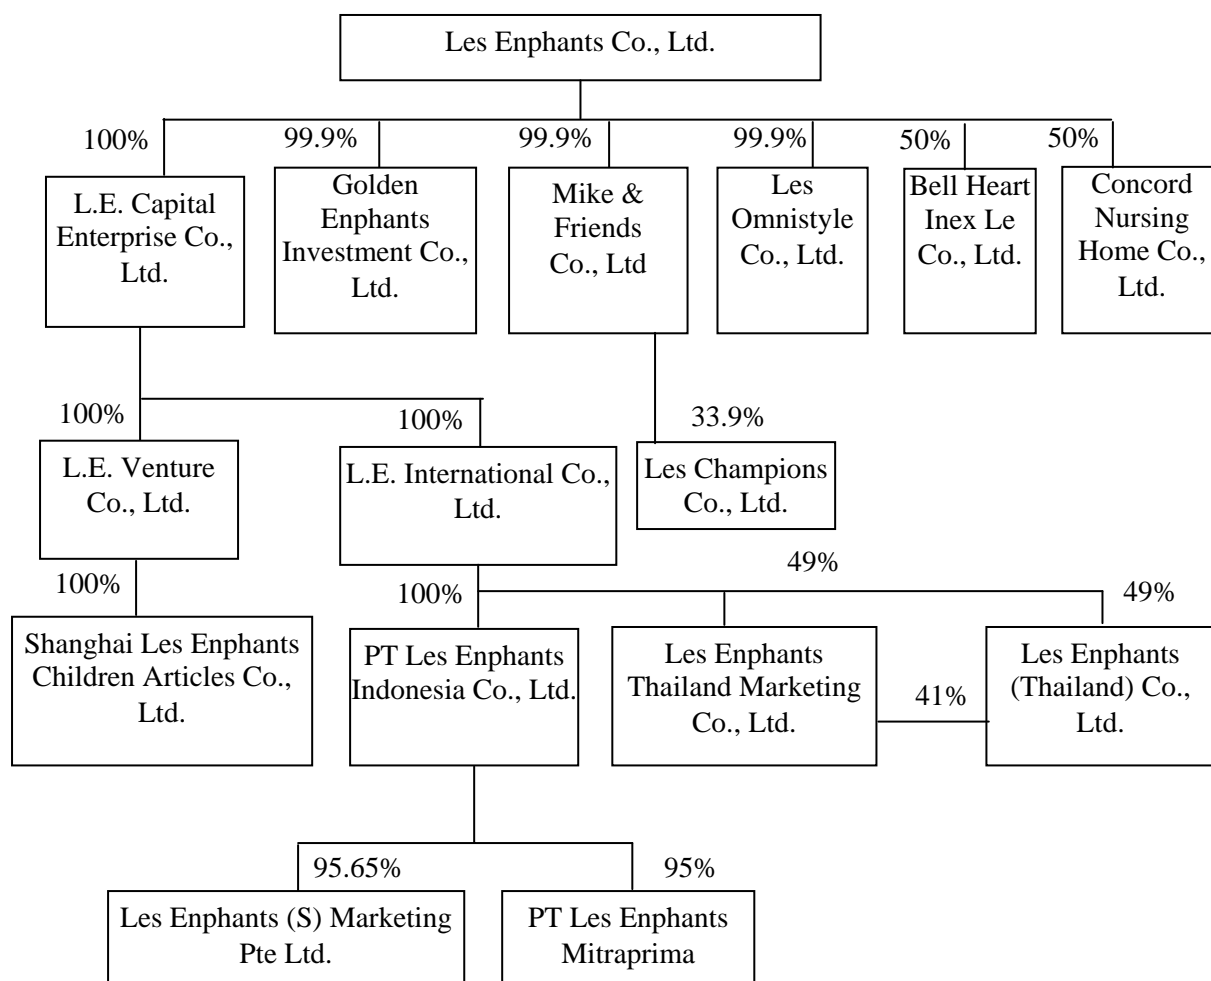 Les Enphants Co., Ltd.
100%
99.9%
99.9%
99.9%
50%
50%
L.E. Capital
Enterprise Co.,
Ltd.
Golden
Enphants
Investment Co.,
Ltd.
Mike &
Friends
Co., Ltd
Les
Omnistyle
Co., Ltd.
Bell Heart
Inex Le
Co., Ltd.
Concord
Nursing
Home Co.,
Ltd.
100%
100%
33.9%
L.E. Venture
Co., Ltd.
L.E. International Co.,
Ltd.
Les Champions
Co., Ltd.
100%
100%
49%
49%
Shanghai Les Enphants
Children Articles Co.,
Ltd.
PT Les Enphants
Indonesia Co., Ltd.
Les Enphants
Thailand Marketing
Co., Ltd.
41%
Les Enphants
(Thailand) Co.,
Ltd.
95.65%
95%
Les Enphants (S) Marketing
Pte Ltd.
PT Les Enphants
Mitraprima